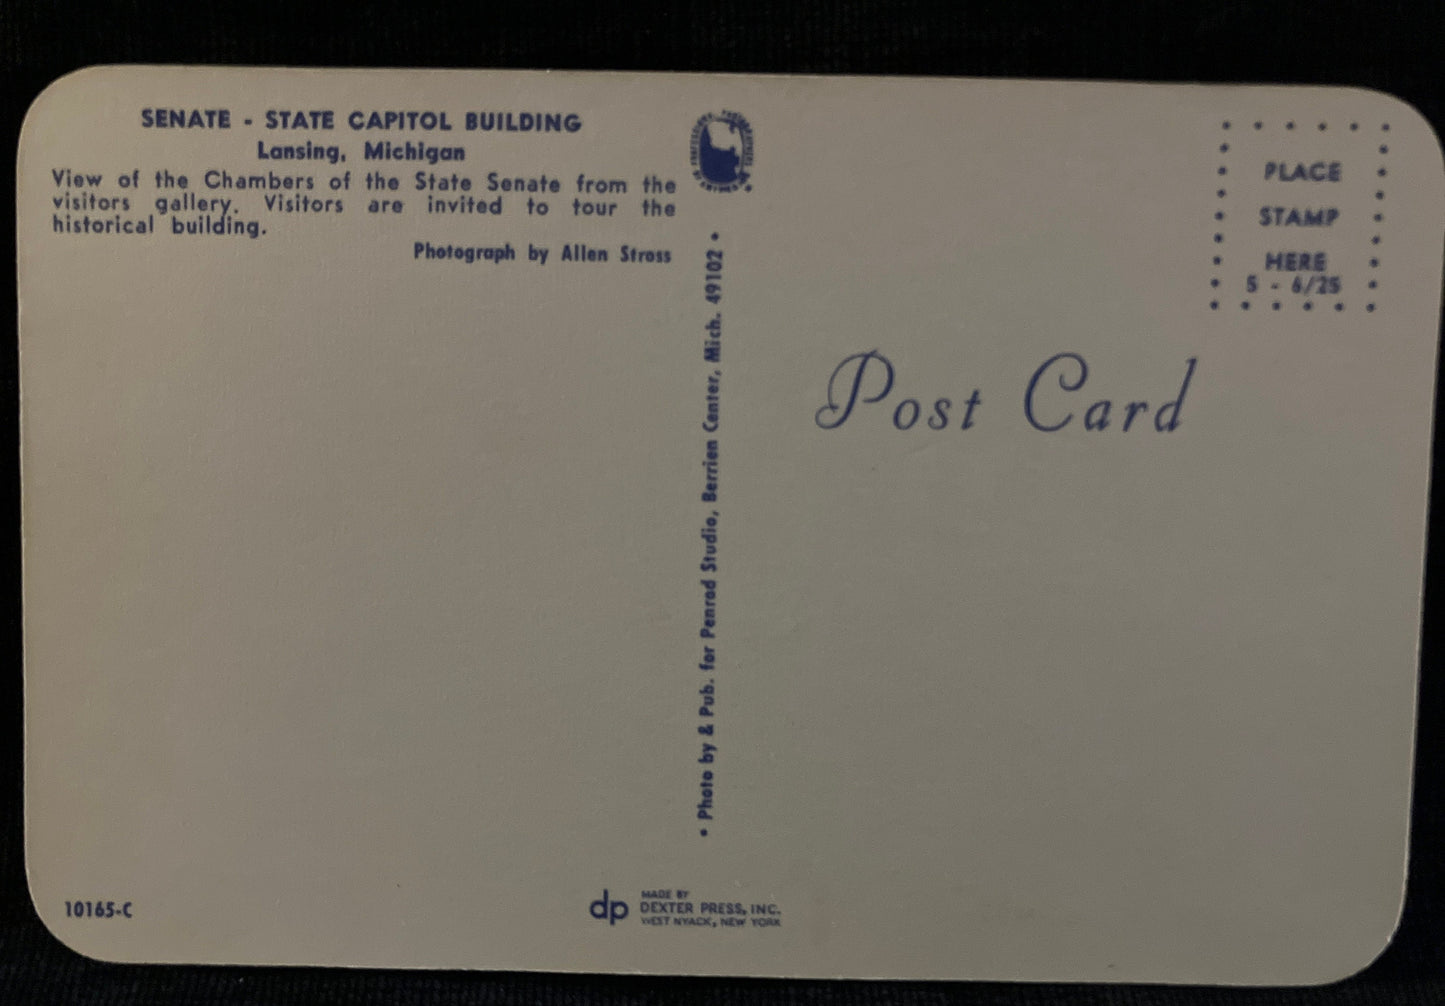 SENATE - STATE CAPITOL BUILDING
Lansing, Michigan
View of the Chambers of the State Senate from the
visitors gallery. Visitors are invited to tour the
historical building.
Photograph by Allen Stross
• Photo by & Pub. for Penrod Studio, Berrien Center, Mich. 49102 •
PLACE
STAMP
HERE
S - 6/25
Post Card
10165-C
dp
MADE BY
DEXTER PRESS, INC.
WEST NYACK, NEW YORK